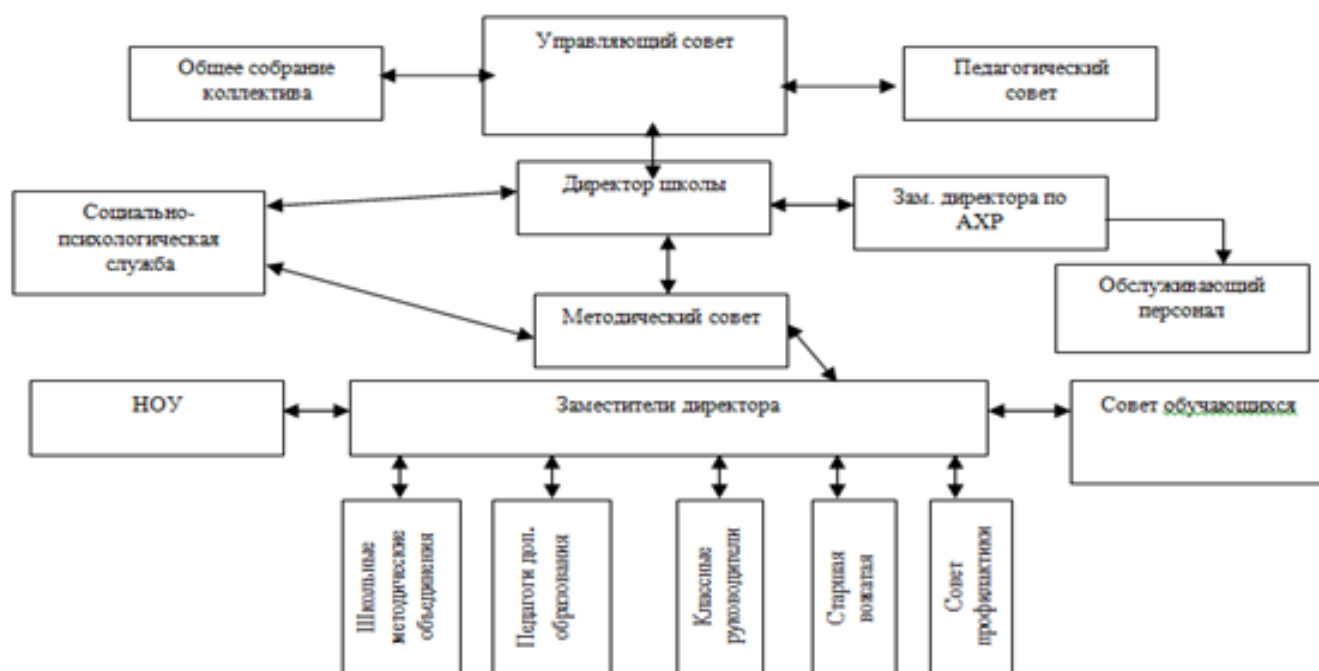 Управляющий совет
Общее собрание
коллектива
Педагогический
совет
Директор школы
Зам. директора по
АХР
Социально-
психологическая
служба
Обслуживающий
персонал
Методический совет
НОУ
Заместители директора
Совет обучающихся
Школьные
методические
объединения
Педагоги доп.
образования
Классные
руководители
Старшая
вожатая
Совет
профилактики